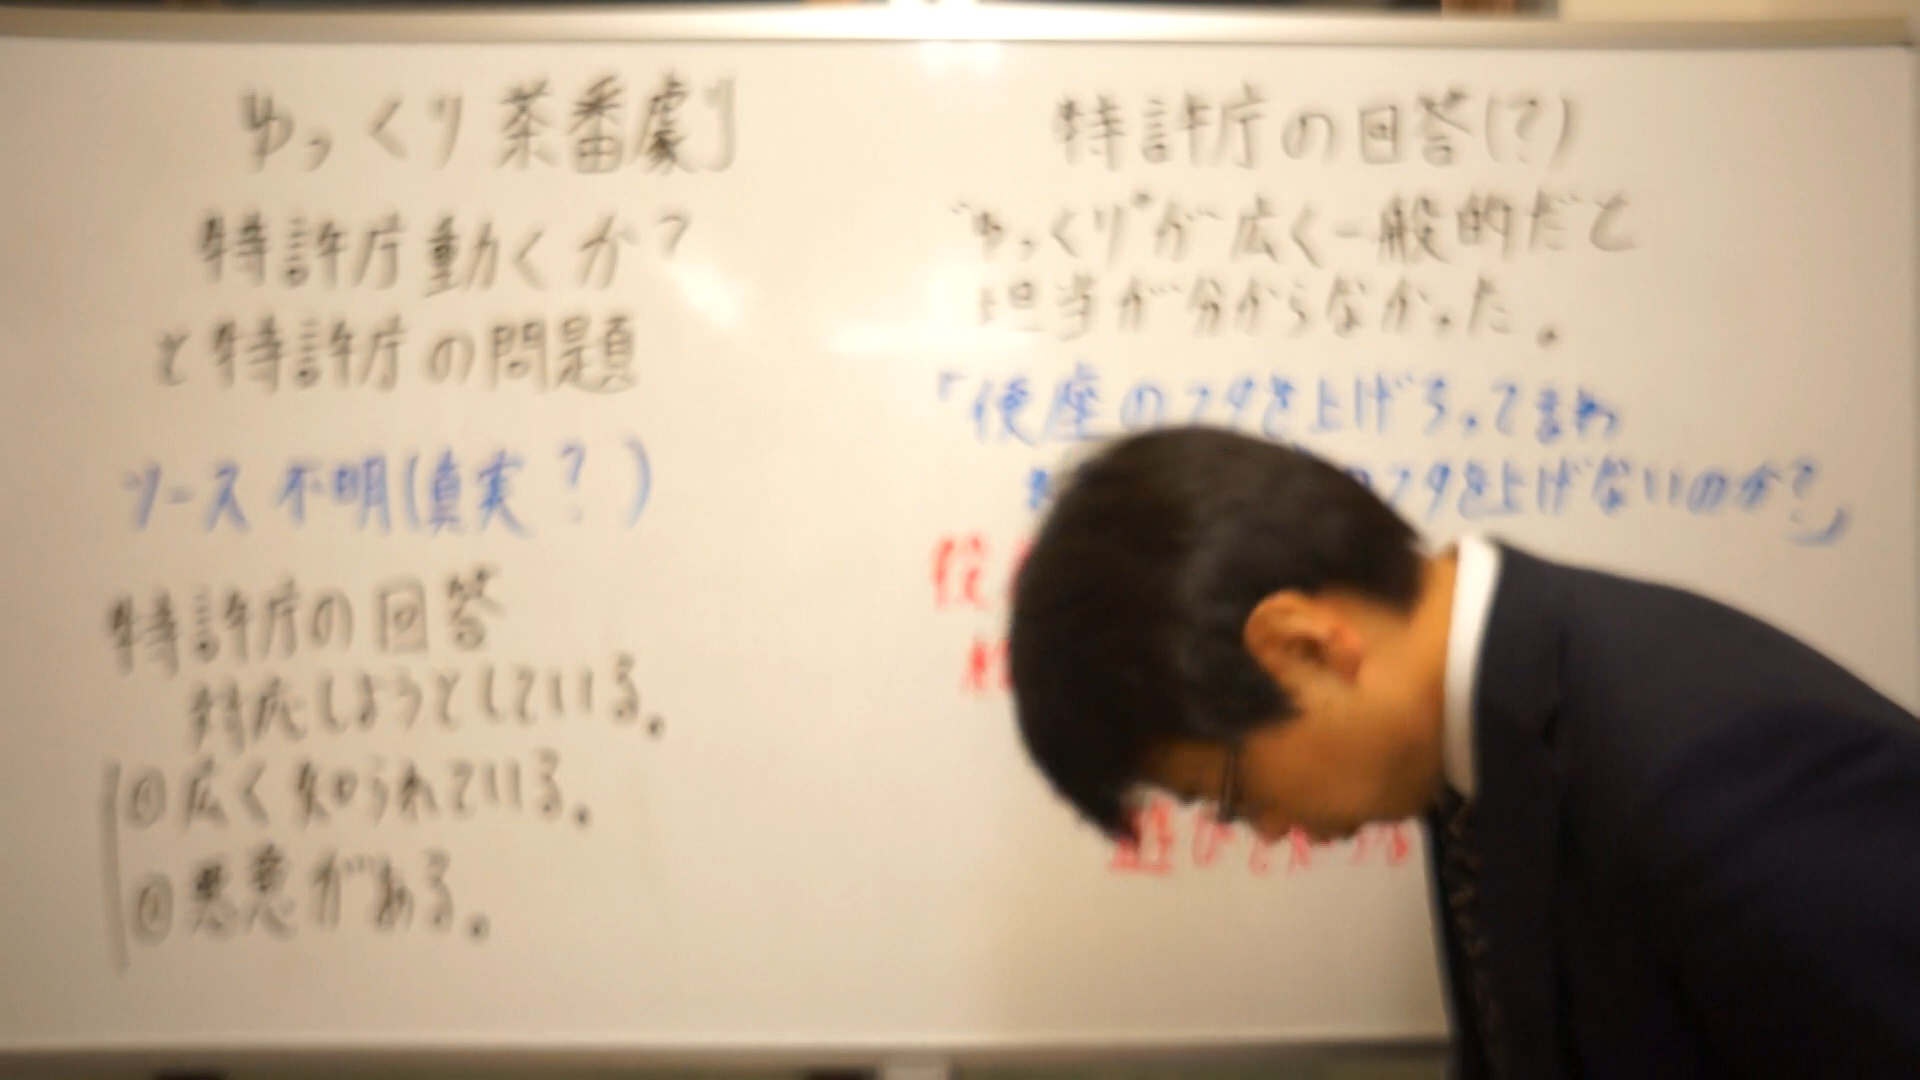 ゆっくり茶番劇」
特許庁動くか?
と特許庁の問題
ソース不明(真実?)
特許庁の回答
対応しようとしている。
①広く知られている。
②悪意がある。
特許庁の回答(?)
"ゆっくり"が広く一般的だと
担当が分からなかった。
「便座のフタを上げろってまわ
のフタを上げないのか?」
役